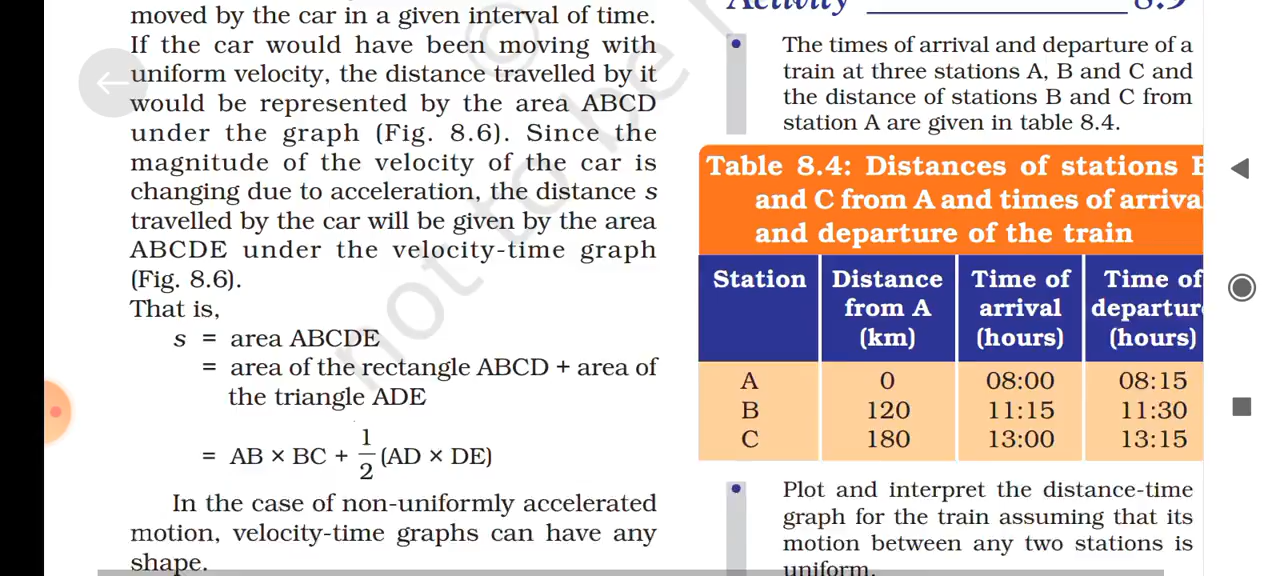 moved by the car in a given interval of time.
If the car would have been moving with
uniform velocity, the distance travelled by it
would be represented by the area ABCD
under the graph (Fig. 8.6). Since the
magnitude of the velocity of the car is
changing due to acceleration, the distance s
travelled by the car will be given by the area
ABCDE under the velocity-time graph
(Fig. 8.6).
That is,
s = area ABCDE
= area of the rectangle ABCD + area of
the triangle ADE
= AB × BC + 1/2 (AD × DE)
In the case of non-uniformly accelerated
motion, velocity-time graphs can have any
shape.
Activity 8.9
• The times of arrival and departure of a
train at three stations A, B and C and
the distance of stations B and C from
station A are given in table 8.4.
Table 8.4: Distances of stations B
and C from A and times of arriva
and departure of the train
Station Distance from A (km) Time of arrival (hours) Time of departur (hours)
A 0 08:00 08:15
B 120 11:15 11:30
C 180 13:00 13:15
• Plot and interpret the distance-time
graph for the train assuming that its
motion between any two stations is
uniform.
© not to be r